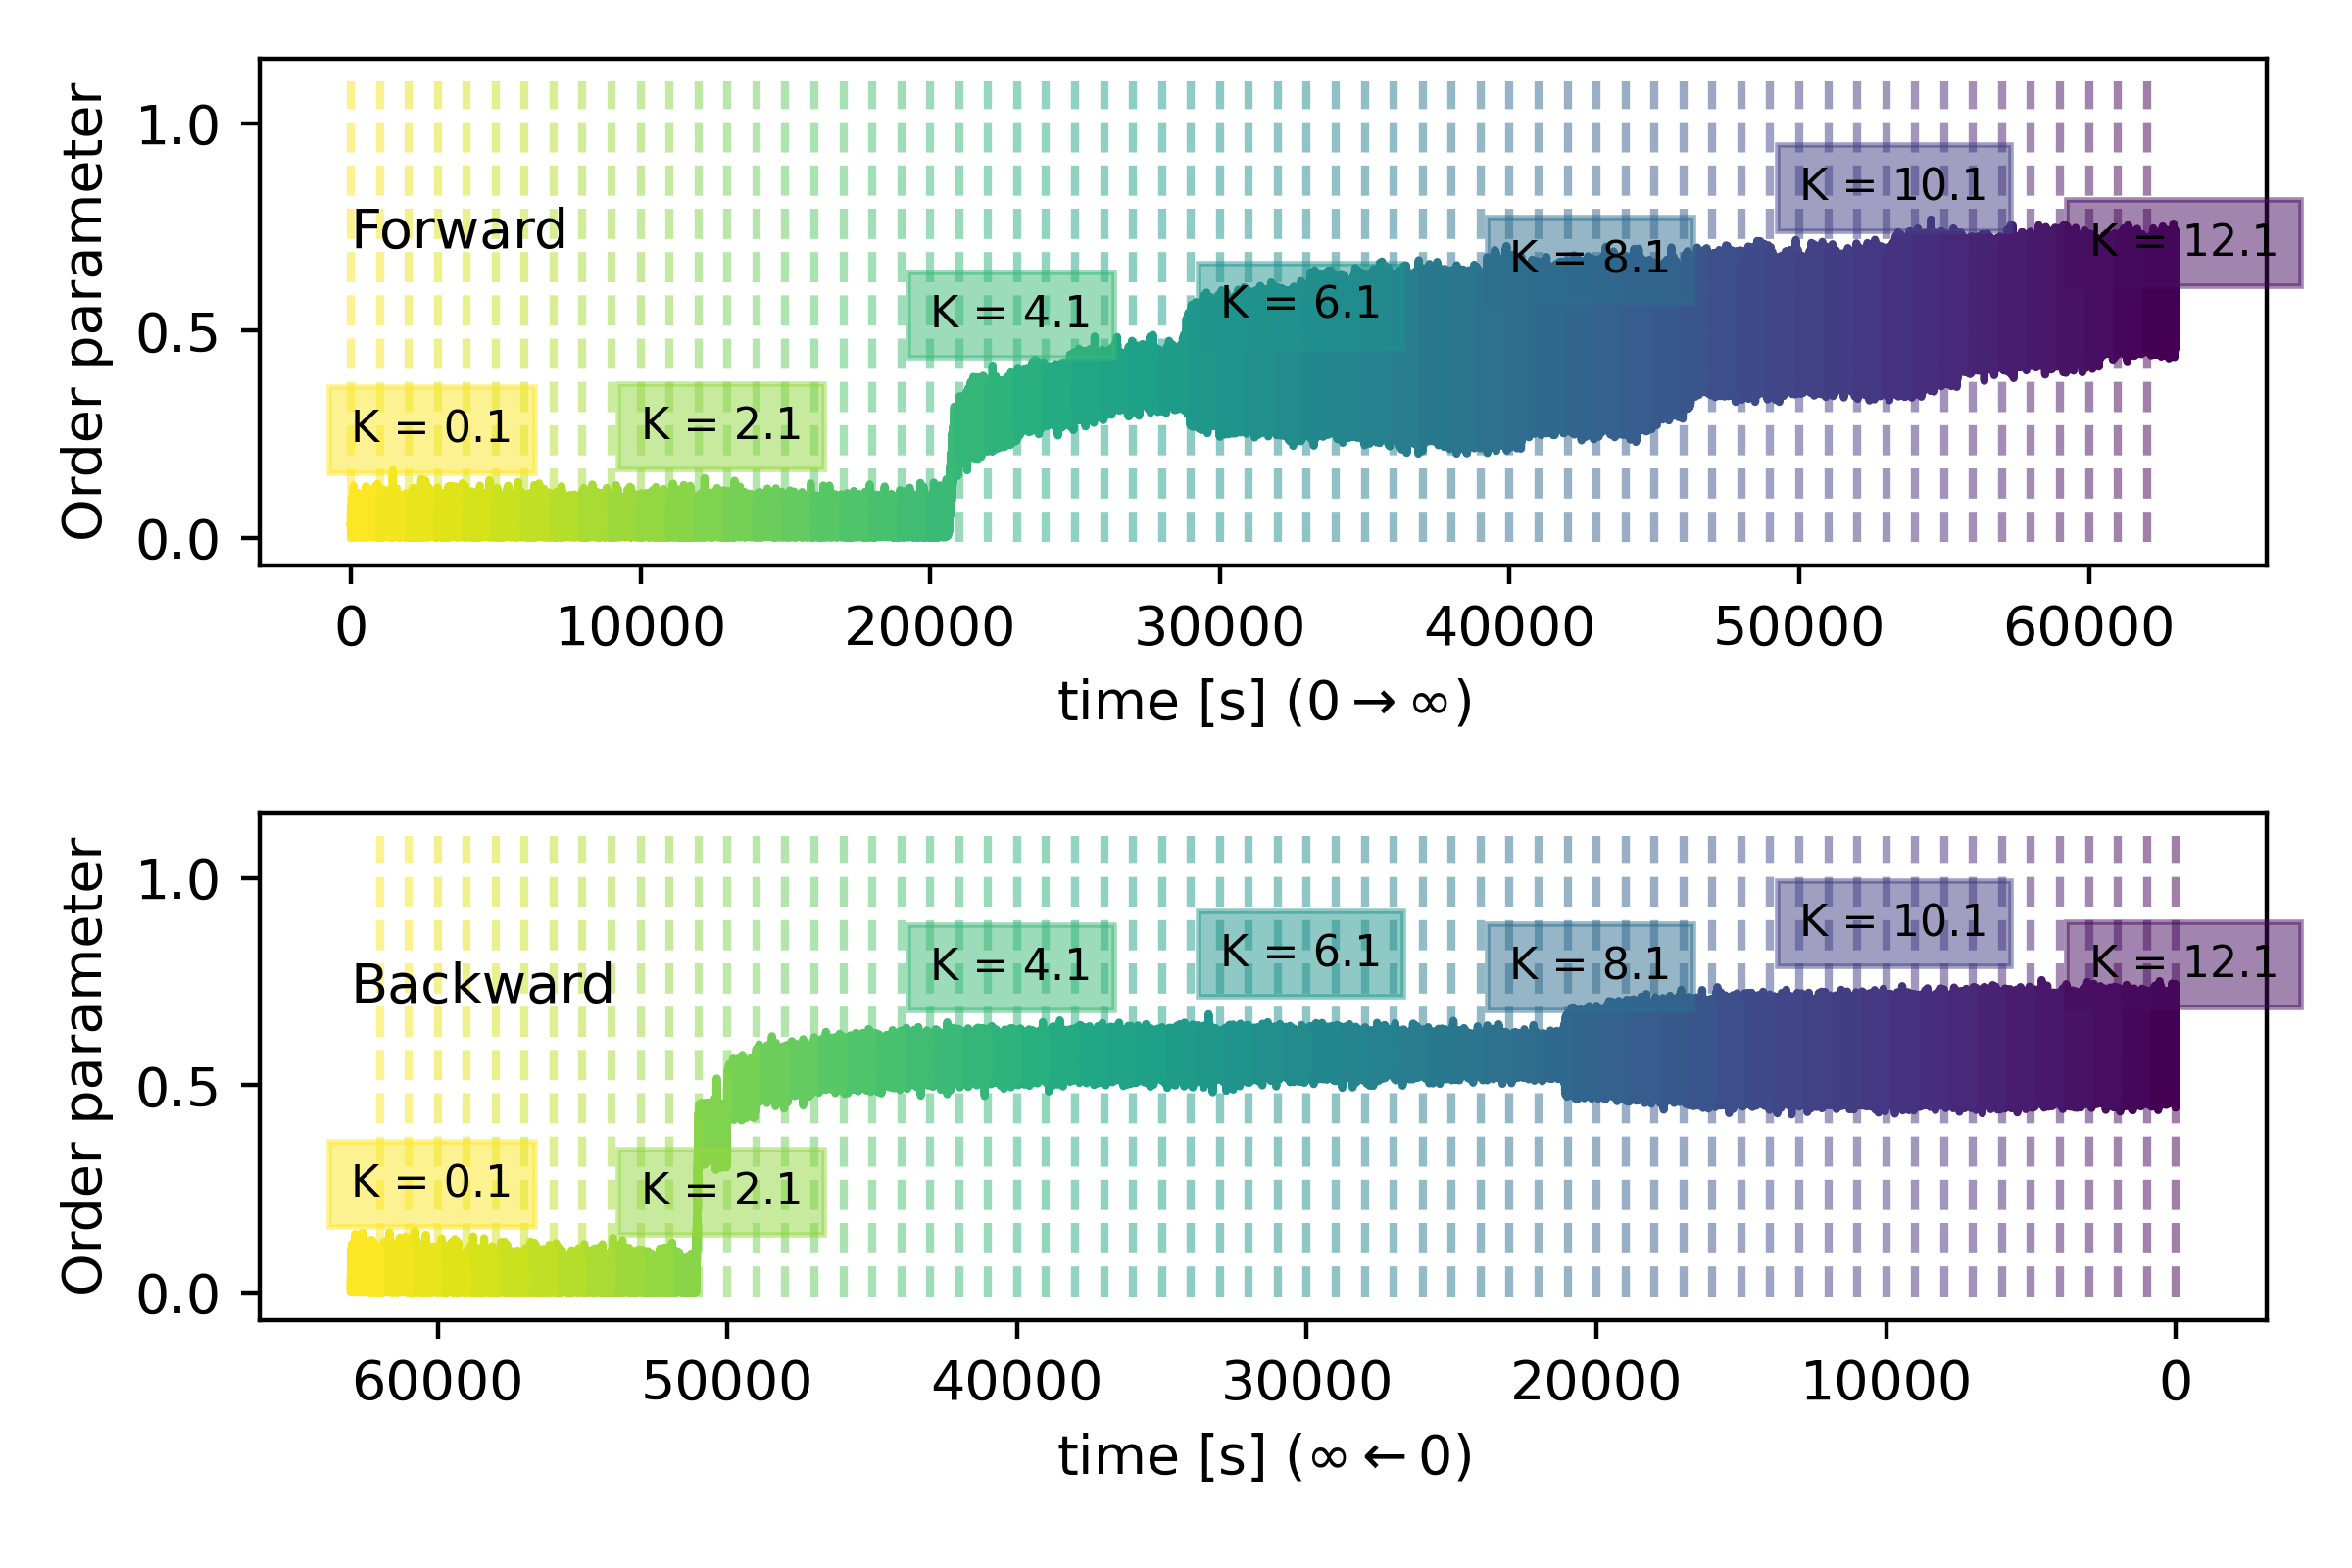 Order parameter
1.0
0.5
0.0
Forward
K = 0.1
K = 2.1
K = 4.1
K = 6.1
K = 8.1
K = 10.1
K = 12.1
0 10000 20000 30000 40000 50000 60000
time [s] (0 → ∞)
Order parameter
1.0
0.5
0.0
Backward
K = 0.1
K = 2.1
K = 4.1
K = 6.1
K = 8.1
K = 10.1
K = 12.1
60000 50000 40000 30000 20000 10000 0
time [s] (∞ ← 0)